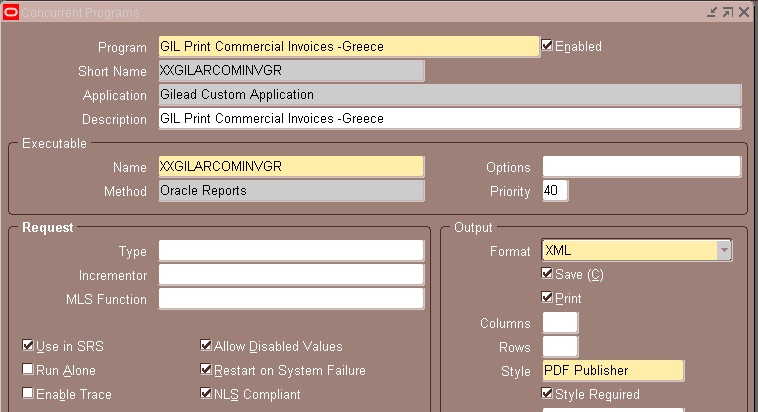 Concurrent Programs
Program GIL Print Commercial Invoices -Greece Enabled
Short Name XXGILARCOMINVGR
Application Gilead Custom Application
Description GIL Print Commercial Invoices -Greece
Executable
Name XXGILARCOMINVGR Options
Method Oracle Reports Priority 40
Request Output
Type Format XML
Incrementor Save (C)
MLS Function Print
Columns
Use in SRS Allow Disabled Values Rows
Run Alone Restart on System Failure Style PDF Publisher
Enable Trace NLS Compliant Style Required